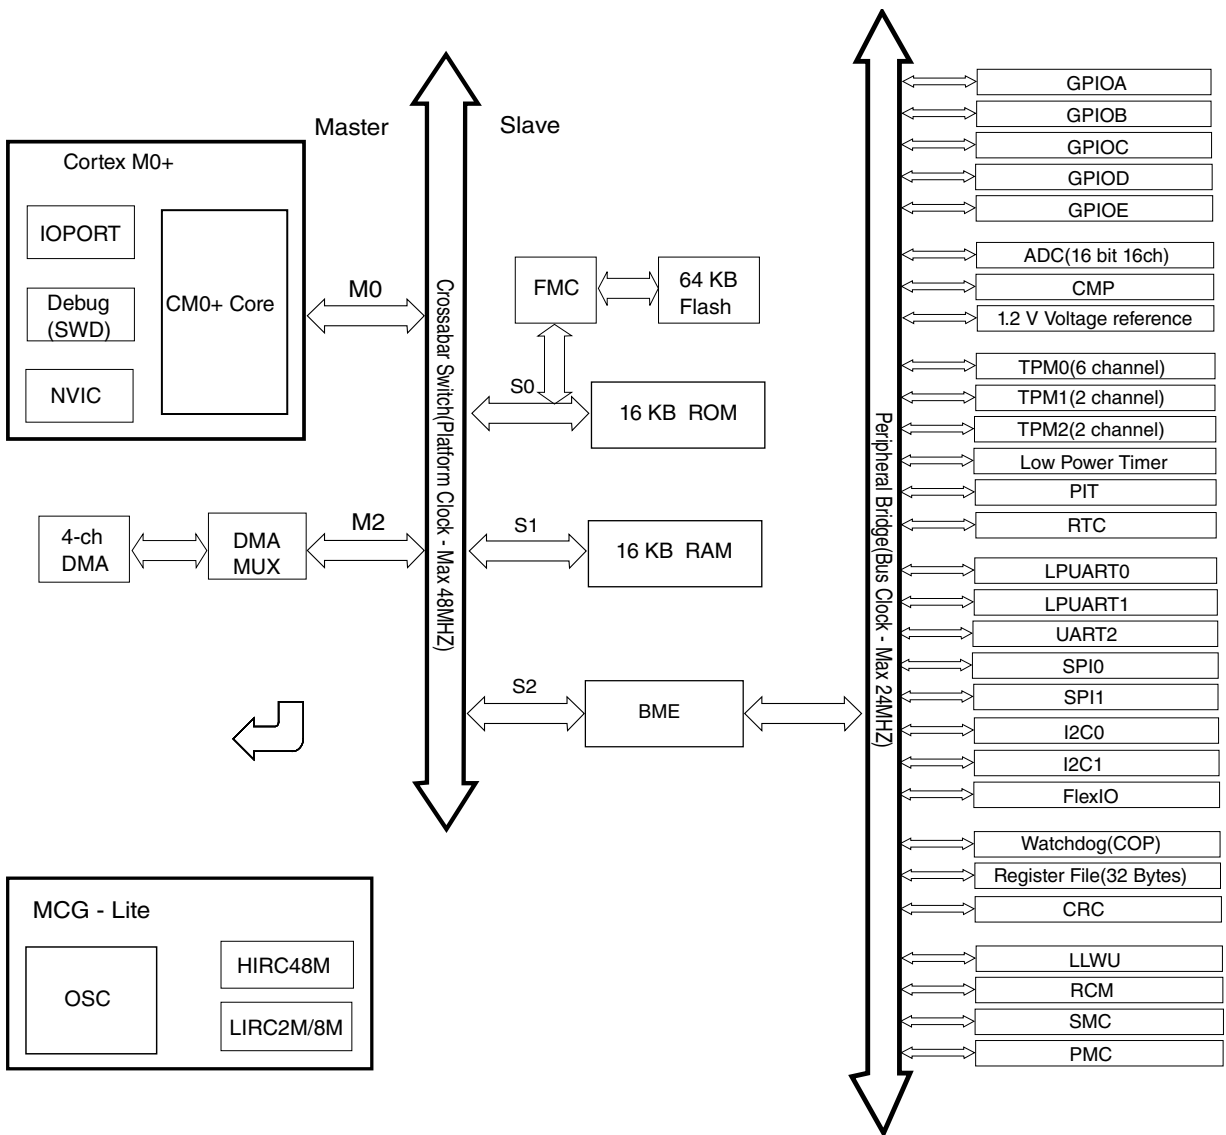 Master
Slave
Cortex M0+
IOPORT
Debug
(SWD)
NVIC
CM0+ Core
M0
4-ch
DMA
DMA
MUX
M2
Crossabar Switch(Platform Clock - Max 48MHZ)
FMC
64 KB
Flash
S0
16 KB ROM
S1
16 KB RAM
S2
BME
Peripheral Bridge(Bus Clock - Max 24MHZ)
GPIOA
GPIOB
GPIOC
GPIOD
GPIOE
ADC(16 bit 16ch)
CMP
1.2 V Voltage reference
TPM0(6 channel)
TPM1(2 channel)
TPM2(2 channel)
Low Power Timer
PIT
RTC
LPUART0
LPUART1
UART2
SPI0
SPI1
I2C0
I2C1
FlexIO
Watchdog(COP)
Register File(32 Bytes)
CRC
LLWU
RCM
SMC
PMC
MCG - Lite
OSC
HIRC48M
LIRC2M/8M